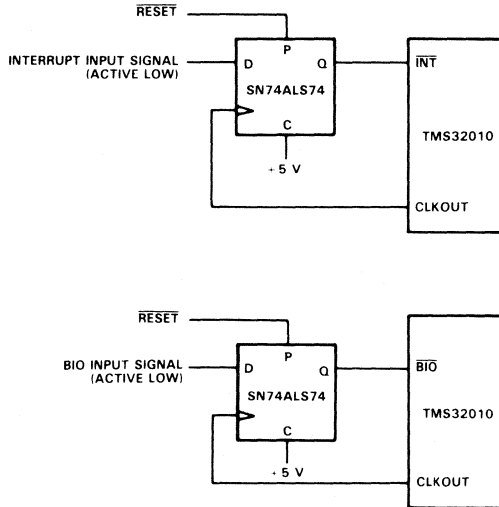 RESET
P
INTERRUPT INPUT SIGNAL
(ACTIVE LOW)
D
Q
INT
SN74ALS74
C
TMS32010
+5 V
CLKOUT
RESET
P
BIO INPUT SIGNAL
(ACTIVE LOW)
D
Q
BIO
SN74ALS74
C
TMS32010
+5 V
CLKOUT